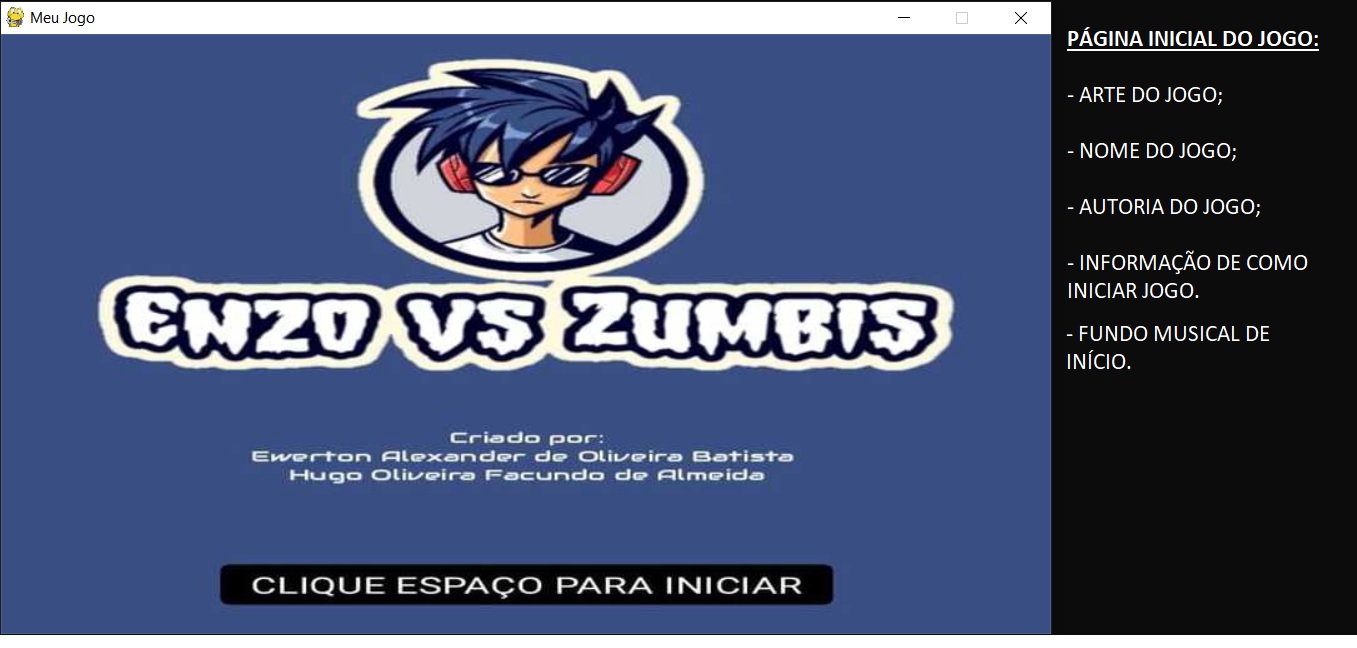 Meu Jogo
Enzo vs Zumbis
Criado por:
Ewerton Alexander de Oliveira Batista
Hugo Oliveira Facundo de Almeida
CLIQUE ESPAÇO PARA INICIAR
PÁGINA INICIAL DO JOGO:
- ARTE DO JOGO;
- NOME DO JOGO;
- AUTORIA DO JOGO;
- INFORMAÇÃO DE COMO
INICIAR JOGO.
- FUNDO MUSICAL DE
INÍCIO.